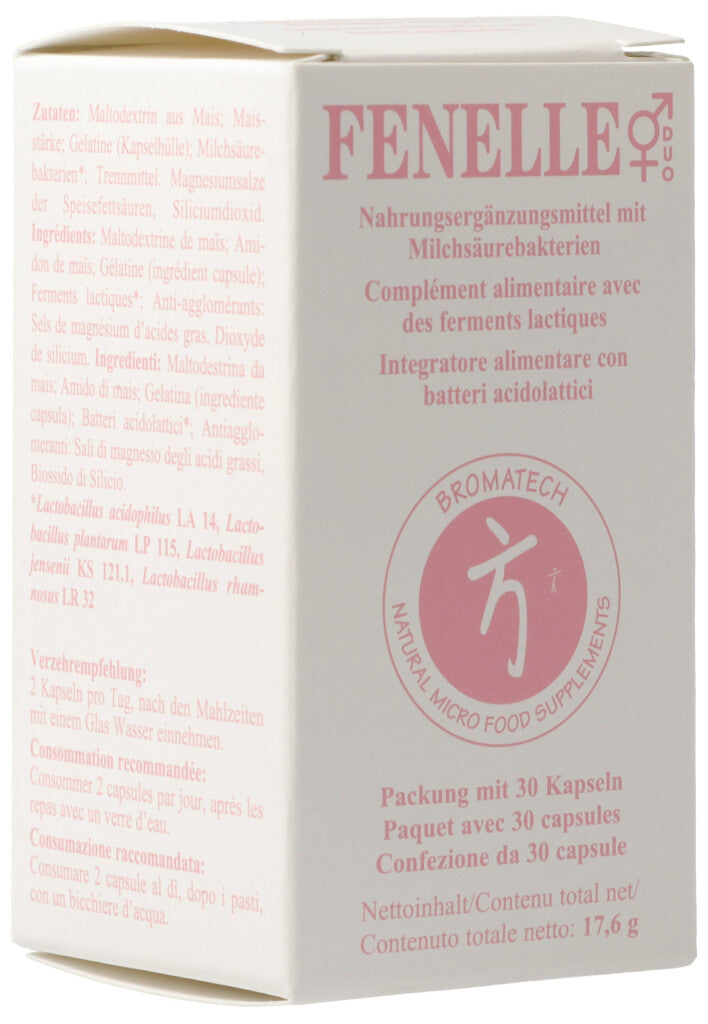 Zutaten: Maltodextrin aus Mais; Mais-
stärke; Gelatine (Kapselhülle); Milchsäure-
bakterien*; Trennmittel: Magnesiumsalze
der Speisefettsäuren, Siliciumdioxid.
Ingrédients: Maltodextrine de maïs; Ami-
don de maïs; Gélatine (ingrédient capsule);
Ferments lactiques*; Anti-agglomérants:
Sels de magnésium d'acides gras, Dioxyde
de silicium. Ingredienti: Maltodestrina da
mais; Amido di mais; Gelatina (ingrediente
capsula); Batteri acidolattici*; Antiagglo-
meranti: Sali di magnesio degli acidi grassi,
Biossido di Silicio.
*Lactobacillus acidophilus LA 14, Lacto-
bacillus plantarum LP 115, Lactobacillus
jensenii KS 121.1, Lactobacillus rham-
nosus LR 32
Verzehrempfehlung:
2 Kapseln pro Tag, nach den Mahlzeiten
mit einem Glas Wasser einnehmen.
Consommation recommandée:
Consommer 2 capsules par jour, après les
repas avec un verre d'eau.
Consumazione raccomandata:
Consumare 2 capsule al dì, dopo i pasti,
con un bicchiere d'acqua.
FENELLE DUO
Nahrungsergänzungsmittel mit
Milchsäurebakterien
Complément alimentaire avec
des ferments lactiques
Integratore alimentare con
batteri acidolattici
BROMATECH
NATURAL MICRO FOOD SUPPLEMENTS
Packung mit 30 Kapseln
Paquet avec 30 capsules
Confezione da 30 capsule
Nettoinhalt/Contenu total net/
Contenuto totale netto: 17,6 g